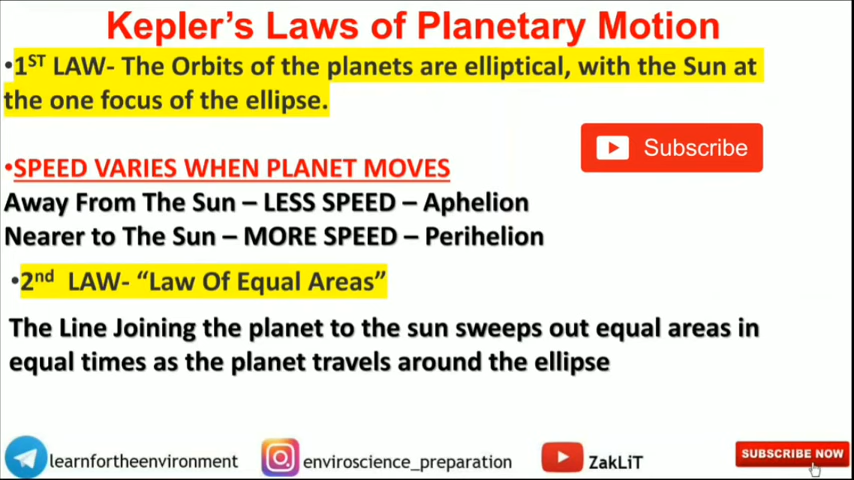 Kepler's Laws of Planetary Motion
•1ST LAW- The Orbits of the planets are elliptical, with the Sun at
the one focus of the ellipse.
Subscribe
•SPEED VARIES WHEN PLANET MOVES
Away From The Sun – LESS SPEED – Aphelion
Nearer to The Sun – MORE SPEED – Perihelion
•2nd LAW- “Law Of Equal Areas”
The Line Joining the planet to the sun sweeps out equal areas in
equal times as the planet travels around the ellipse
learnfortheenvironment
enviroscience_preparation
ZakLiT
SUBSCRIBE NOW